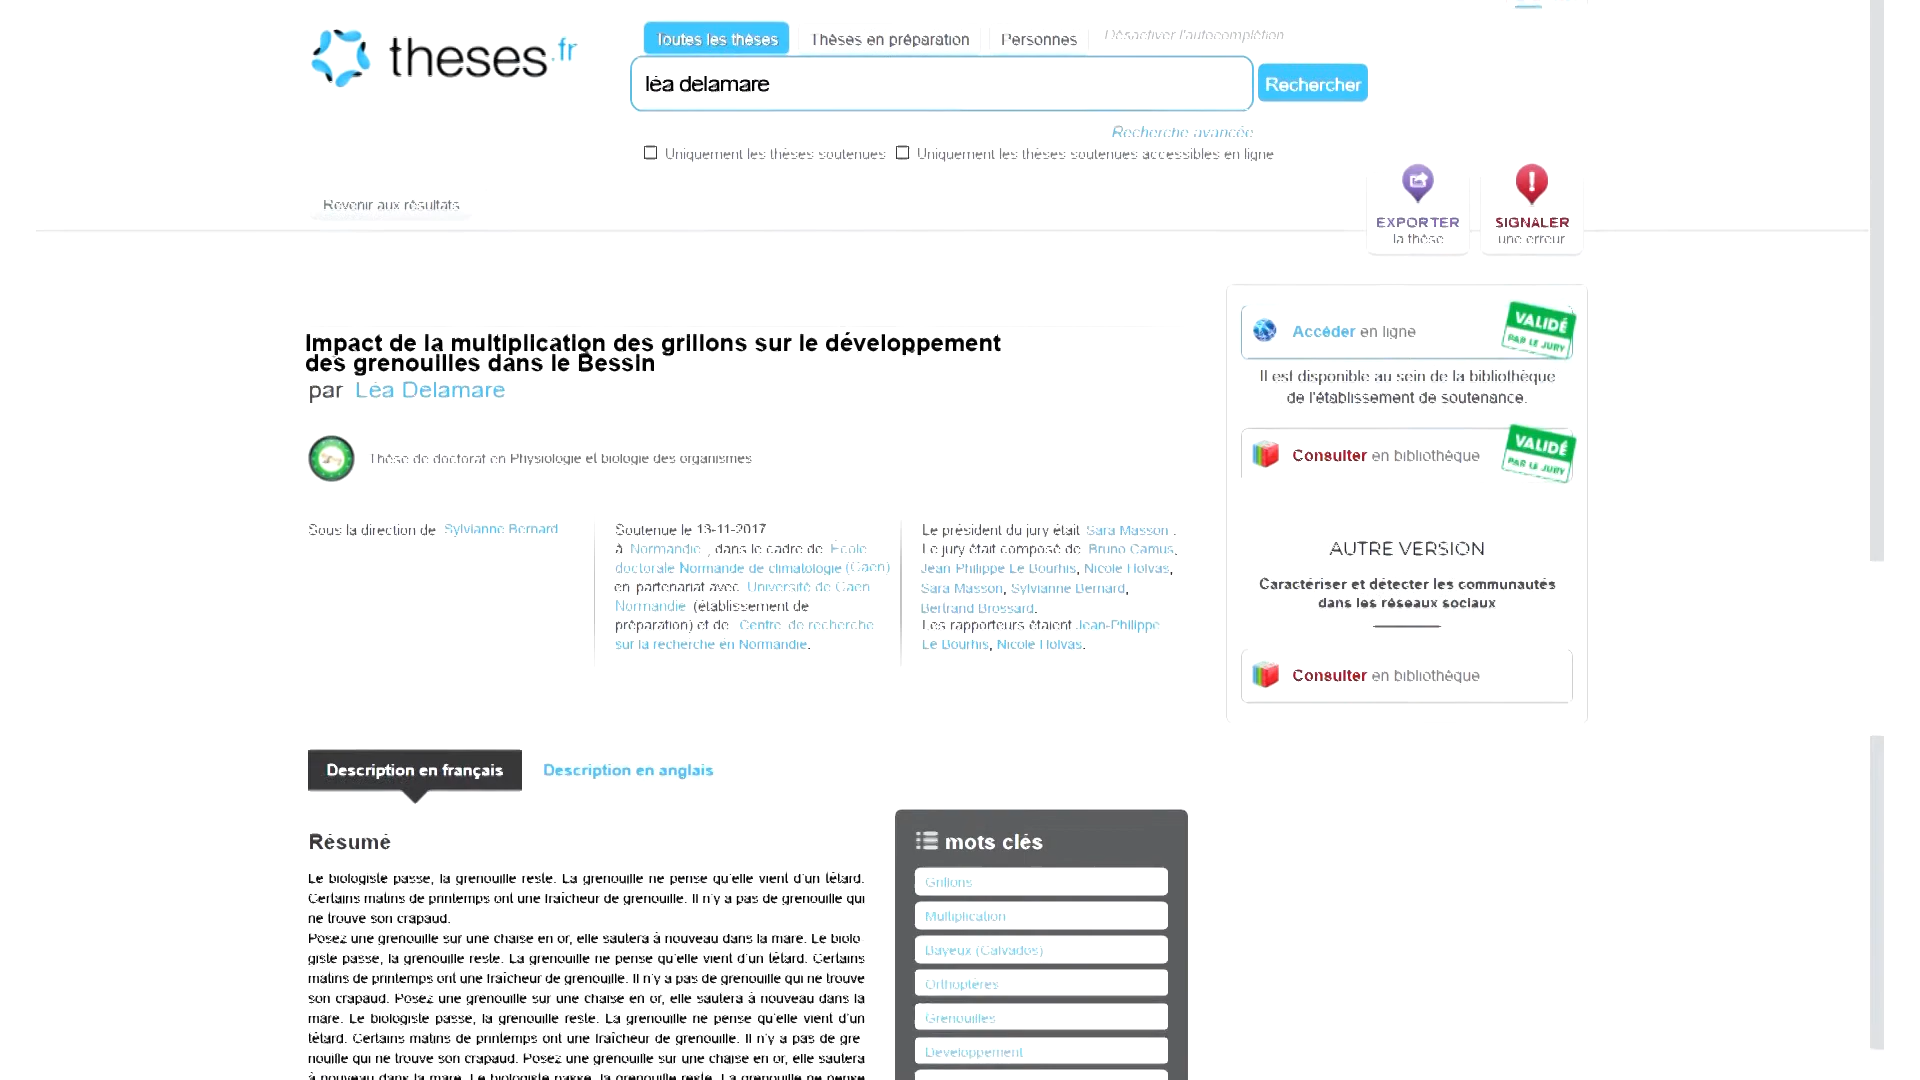 theses.fr
Toutes les thèses Thèses en préparation Personnes Désactiver l'autocomplétion
léa delamare
Rechercher
Recherche avancée
Uniquement les thèses soutenues Uniquement les thèses soutenues accessibles en ligne
Revenir aux résultats
EXPORTER
la thèse
SIGNALER
une erreur
Impact de la multiplication des grillons sur le développement
des grenouilles dans le Bessin
par Léa Delamare
Thèse de doctorat en Physiologie et biologie des organismes
Sous la direction de Sylvianne Bernard
Soutenue le 13-11-2017
à Normandie , dans le cadre de École
doctorale Normande de climatologie (Caen)
en partenariat avec Université de Caen
Normandie (établissement de
préparation) et de Centre de recherche
sur la recherche en Normandie.
Le président du jury était Sara Masson .
Le jury était composé de Bruno Camus,
Jean-Philippe Le Bourhis, Nicole Holvas,
Sara Masson, Sylvianne Bernard,
Bertrand Brossard.
Les rapporteurs étaient Jean-Philippe
Le Bourhis, Nicole Holvas.
Accéder en ligne
VALIDÉ
PAR LE JURY
Il est disponible au sein de la bibliothèque
de l'établissement de soutenance.
Consulter en bibliothèque
VALIDÉ
PAR LE JURY
AUTRE VERSION
Caractériser et détecter les communautés
dans les réseaux sociaux
Consulter en bibliothèque
Description en français Description en anglais
Résumé
Le biologiste passe, la grenouille reste. La grenouille ne pense qu'elle vient d'un têtard.
Certains matins de printemps ont une fraîcheur de grenouille. Il n'y a pas de grenouille qui
ne trouve son crapaud.
Posez une grenouille sur une chaise en or, elle sautera à nouveau dans la mare. Le biolo-
giste passe, la grenouille reste. La grenouille ne pense qu'elle vient d'un têtard. Certains
matins de printemps ont une fraîcheur de grenouille. Il n'y a pas de grenouille qui ne trouve
son crapaud. Posez une grenouille sur une chaise en or, elle sautera à nouveau dans la
mare. Le biologiste passe, la grenouille reste. La grenouille ne pense qu'elle vient d'un
têtard. Certains matins de printemps ont une fraîcheur de grenouille. Il n'y a pas de gre-
nouille qui ne trouve son crapaud. Posez une grenouille sur une chaise en or, elle sautera
à nouveau dans la mare. Le biologiste passe, la grenouille reste. La grenouille ne pense
mots clés
Grillons
Multiplication
Bayeux (Calvados)
Orthoptères
Grenouilles
Développement